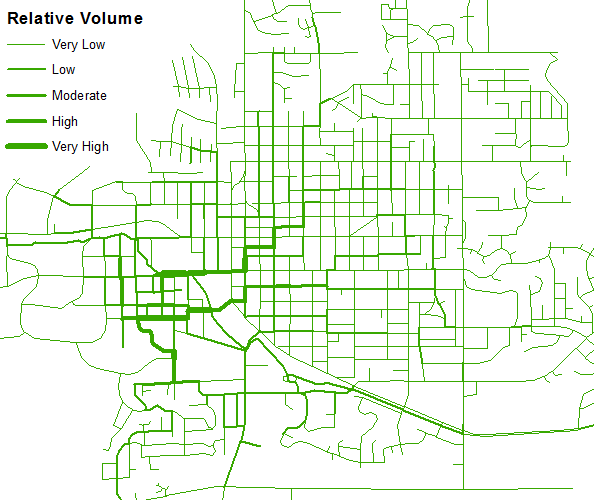 Relative Volume
Very Low
Low
Moderate
High
Very High